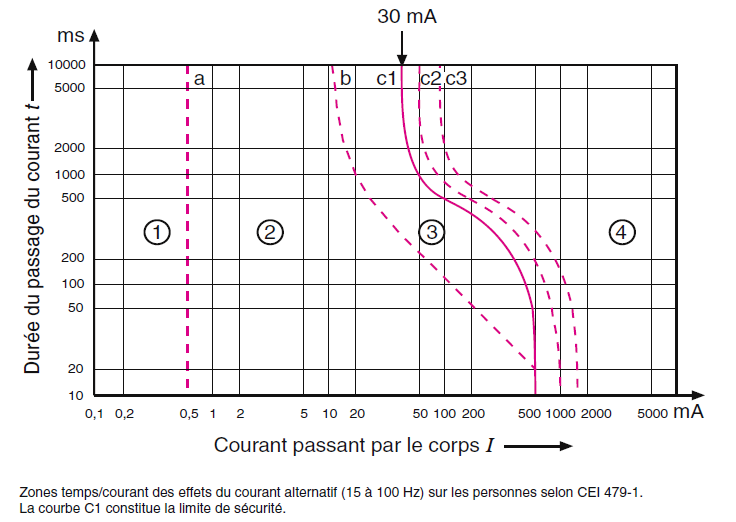 30 mA
ms
10000
a
b
c1
c2
c3
5000
2000
1000
500
① ② ③ ④
200
100
50
20
10
Durée du passage du courant t
0,1 0,2 0,5 1 2 5 10 20 50 100 200 500 1000 2000 5000 mA
Courant passant par le corps I
Zones temps/courant des effets du courant alternatif (15 à 100 Hz) sur les personnes selon CEI 479-1.
La courbe C1 constitue la limite de sécurité.